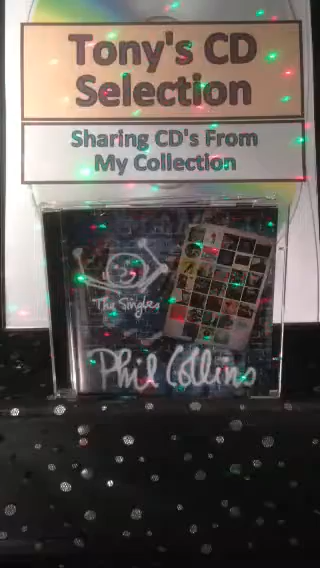 Tony's CD
Selection
Sharing CD's From
My Collection
The Singles
Phil Collins